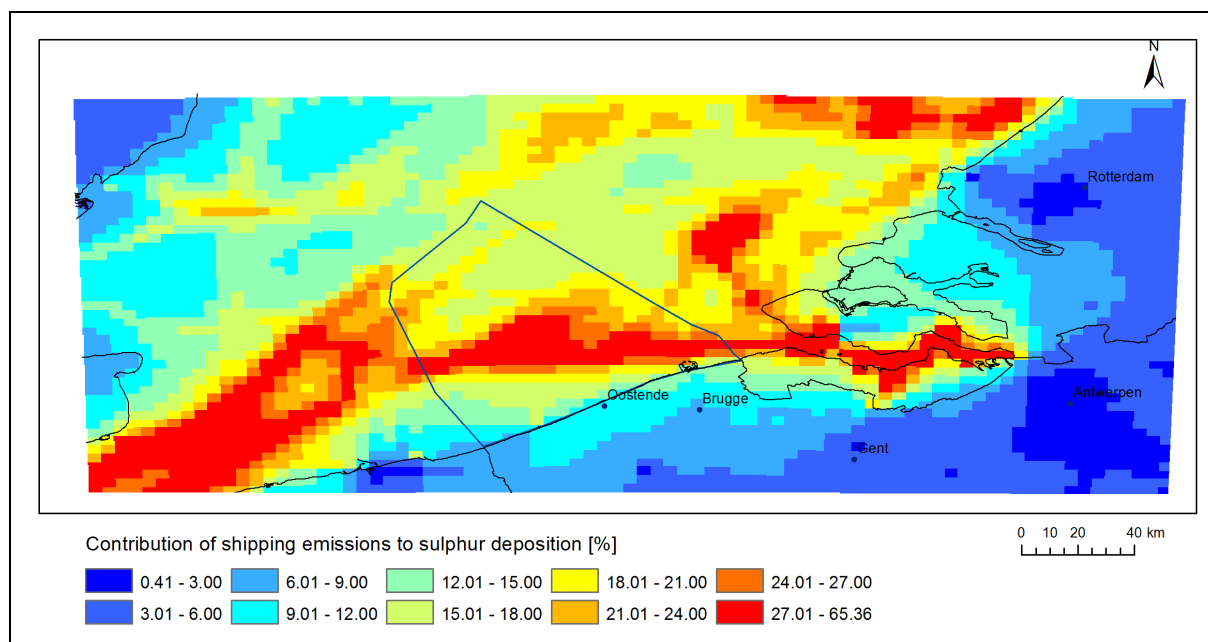 N
Rotterdam
Oostende
Brugge
Antwerpen
Gent
Contribution of shipping emissions to sulphur deposition [%]
0 10 20 40 km
0.41 - 3.00 6.01 - 9.00 12.01 - 15.00 18.01 - 21.00 24.01 - 27.00
3.01 - 6.00 9.01 - 12.00 15.01 - 18.00 21.01 - 24.00 27.01 - 65.36